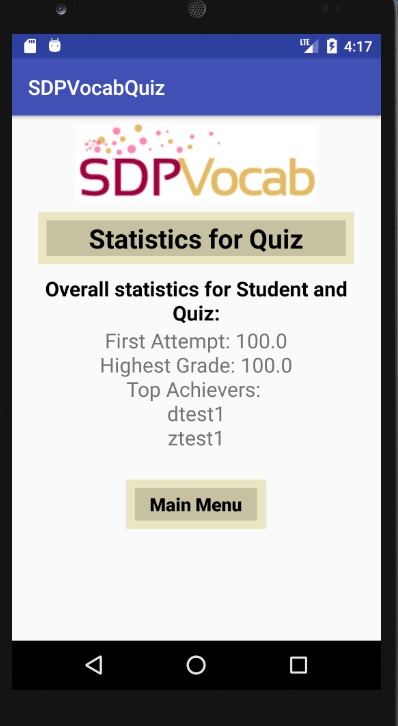 LTE 4:17
SDPVocabQuiz
SDPVocab
Statistics for Quiz
Overall statistics for Student and
Quiz:
First Attempt: 100.0
Highest Grade: 100.0
Top Achievers:
dtest1
ztest1
Main Menu